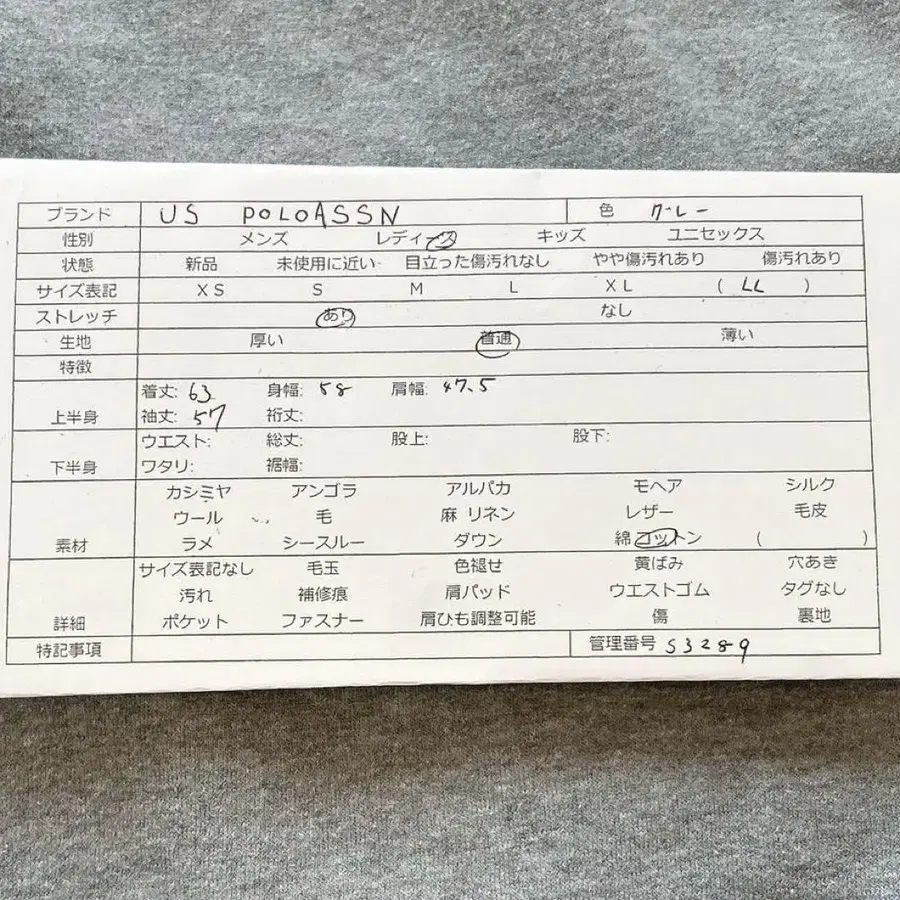 ブランド US POLOASSN 色 グレー
性別 メンズ レディース キッズ ユニセックス
状態 新品 未使用に近い 目立った傷汚れなし やや傷汚れあり 傷汚れあり
サイズ表記 XS S M L XL ( LL )
ストレッチ あり なし
生地 厚い 普通 薄い
特徴
着丈: 63 身幅: 58 肩幅: 47.5
上半身 袖丈: 57 裄丈:
ウエスト: 総丈: 股上: 股下:
下半身 ワタリ: 裾幅:
カシミヤ アンゴラ アルパカ モヘア シルク
ウール 毛 麻 リネン レザー 毛皮
素材 ラメ シースルー ダウン 綿 コットン ( )
サイズ表記なし 毛玉 色褪せ 黄ばみ 穴あき
汚れ 補修痕 肩パッド ウエストゴム タグなし
詳細 ポケット ファスナー 肩ひも調整可能 傷 裏地
特記事項 管理番号 S3289